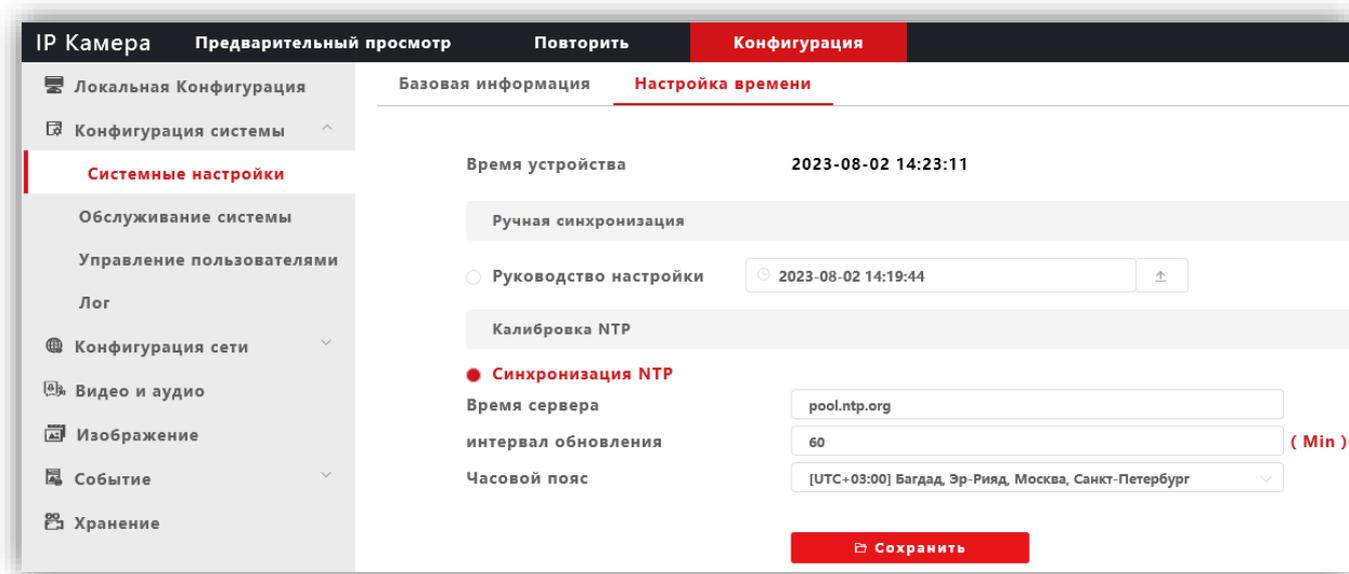 IP Камера Предварительный просмотр Повторить Конфигурация
Локальная Конфигурация
Конфигурация системы
Системные настройки
Обслуживание системы
Управление пользователями
Лог
Конфигурация сети
Видео и аудио
Изображение
Событие
Хранение
Базовая информация Настройка времени
Время устройства 2023-08-02 14:23:11
Ручная синхронизация
Руководство настройки 2023-08-02 14:19:44
Калибровка NTP
Синхронизация NTP
Время сервера pool.ntp.org
интервал обновления 60 ( Min )
Часовой пояс [UTC+03:00] Багдад, Эр-Рияд, Москва, Санкт-Петербург
Сохранить